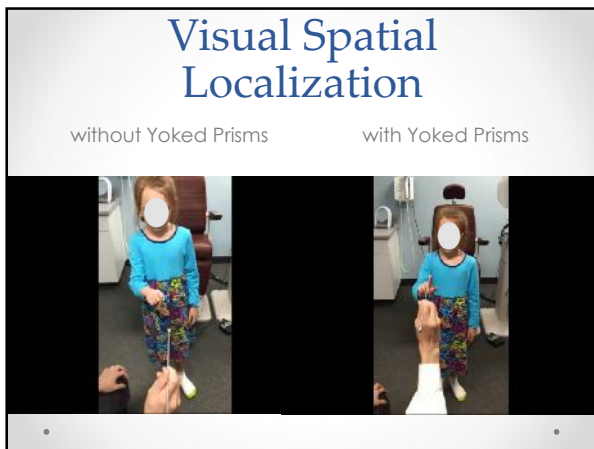 Visual Spatial
Localization
without Yoked Prisms
with Yoked Prisms